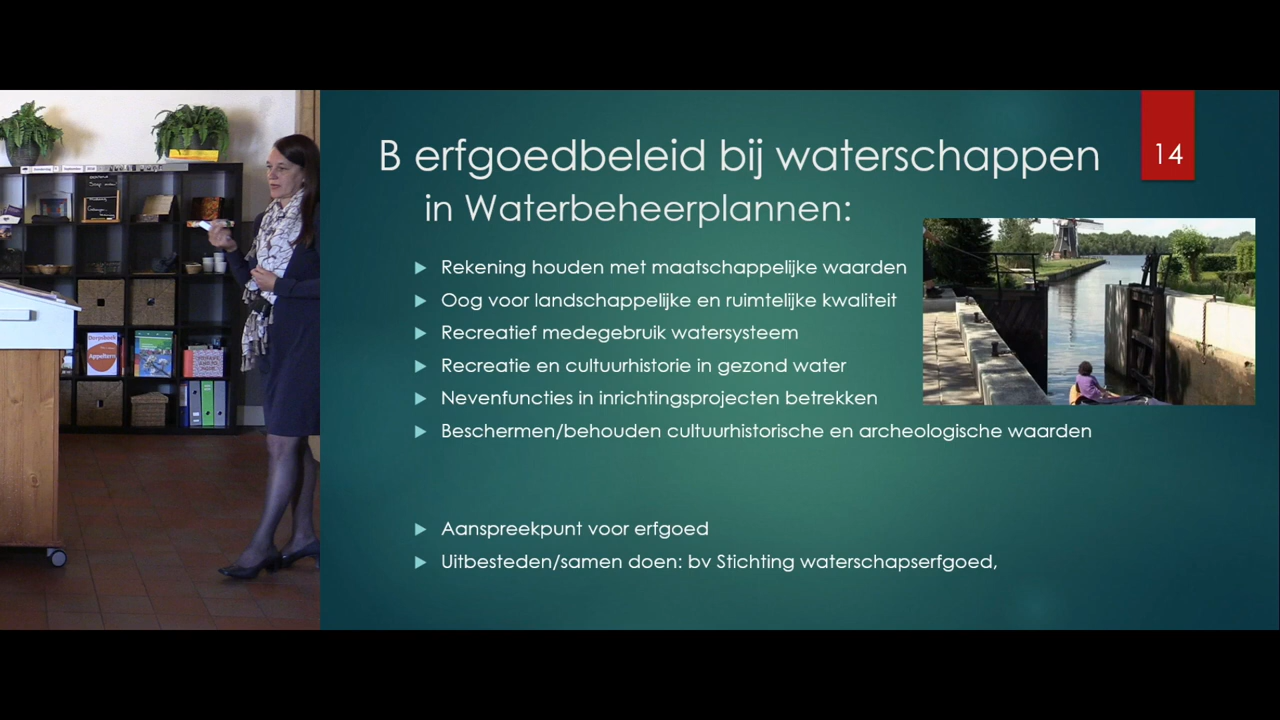 B erfgoedbeleid bij waterschappen
14
in Waterbeheerplannen:
Rekening houden met maatschappelijke waarden
Oog voor landschappelijke en ruimtelijke kwaliteit
Recreatief medegebruik watersysteem
Recreatie en cultuurhistorie in gezond water
Nevenfuncties in inrichtingsprojecten betrekken
Beschermen/behouden cultuurhistorische en archeologische waarden
Aanspreekpunt voor erfgoed
Uitbesteden/samen doen: bv Stichting waterschapserfgoed,
Dorpsboek
Appeltern